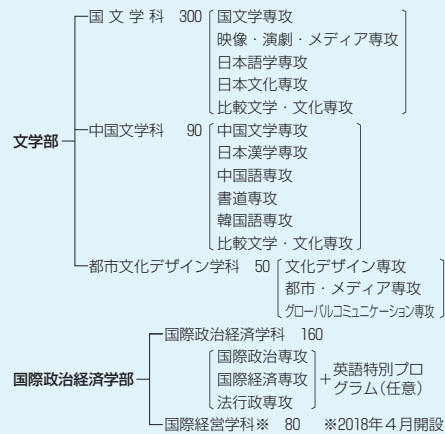 国文学科 300 国文学専攻
映像・演劇・メディア専攻
日本語学専攻
日本文化専攻
比較文学・文化専攻
文学部
中国文学科 90 中国文学専攻
日本漢学専攻
中国語専攻
書道専攻
韓国語専攻
比較文学・文化専攻
都市文化デザイン学科 50 文化デザイン専攻
都市・メディア専攻
グローバルコミュニケーション専攻
国際政治経済学部
国際政治経済学科 160
国際政治専攻
国際経済専攻
法行政専攻
+英語特別プロ
グラム(任意)
国際経営学科※ 80 ※2018年4月開設